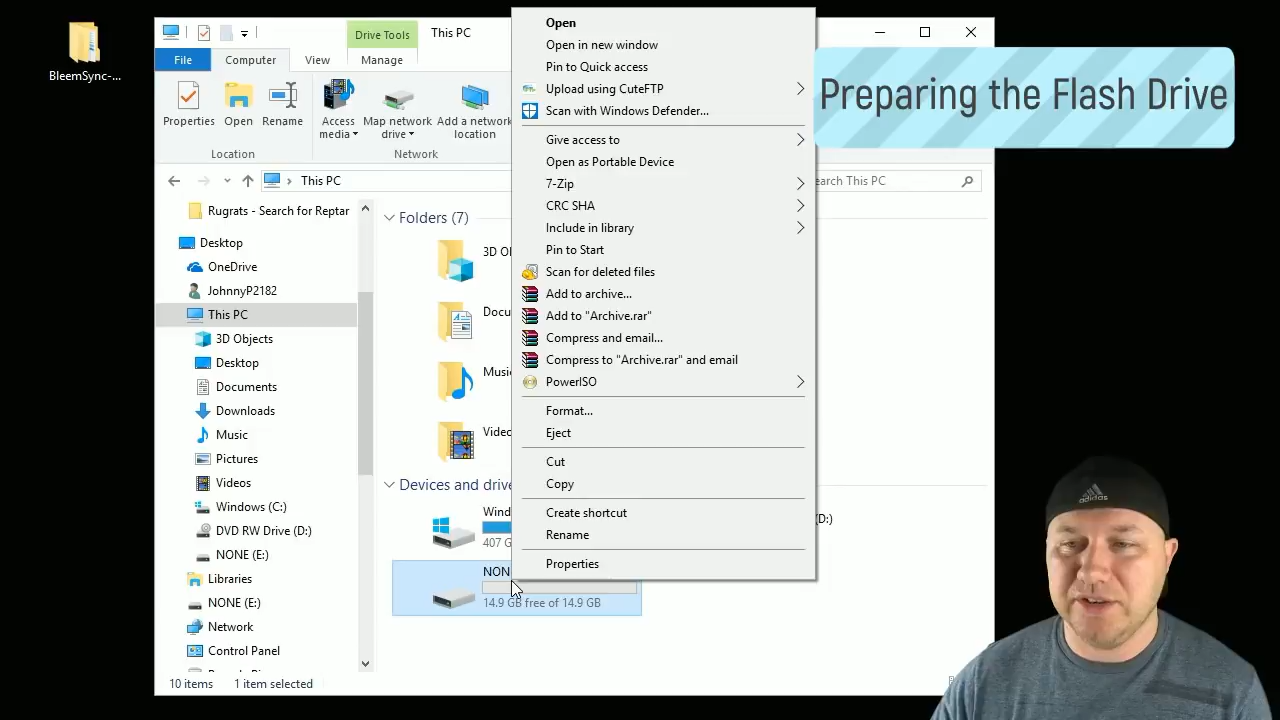 BleemSync-...
Drive Tools
This PC
File
Computer
View
Manage
Properties
Open
Rename
Access media
Map network drive
Add a network location
Location
Network
This PC
earch This PC
Rugrats - Search for Reptar
Desktop
OneDrive
JohnnyP2182
This PC
3D Objects
Desktop
Documents
Downloads
Music
Pictures
Videos
Windows (C:)
DVD RW Drive (D:)
NONE (E:)
Libraries
NONE (E:)
Network
Control Panel
Folders (7)
3D O
Docu
Music
Video
Devices and drive
Wind
407 G
(D:)
NON
14.9 GB free of 14.9 GB
10 items
1 item selected
Open
Open in new window
Pin to Quick access
Upload using CuteFTP
Scan with Windows Defender...
Give access to
Open as Portable Device
7-Zip
CRC SHA
Include in library
Pin to Start
Scan for deleted files
Add to archive...
Add to "Archive.rar"
Compress and email...
Compress to "Archive.rar" and email
PowerISO
Format...
Eject
Cut
Copy
Create shortcut
Rename
Properties
Preparing the Flash Drive
adidas